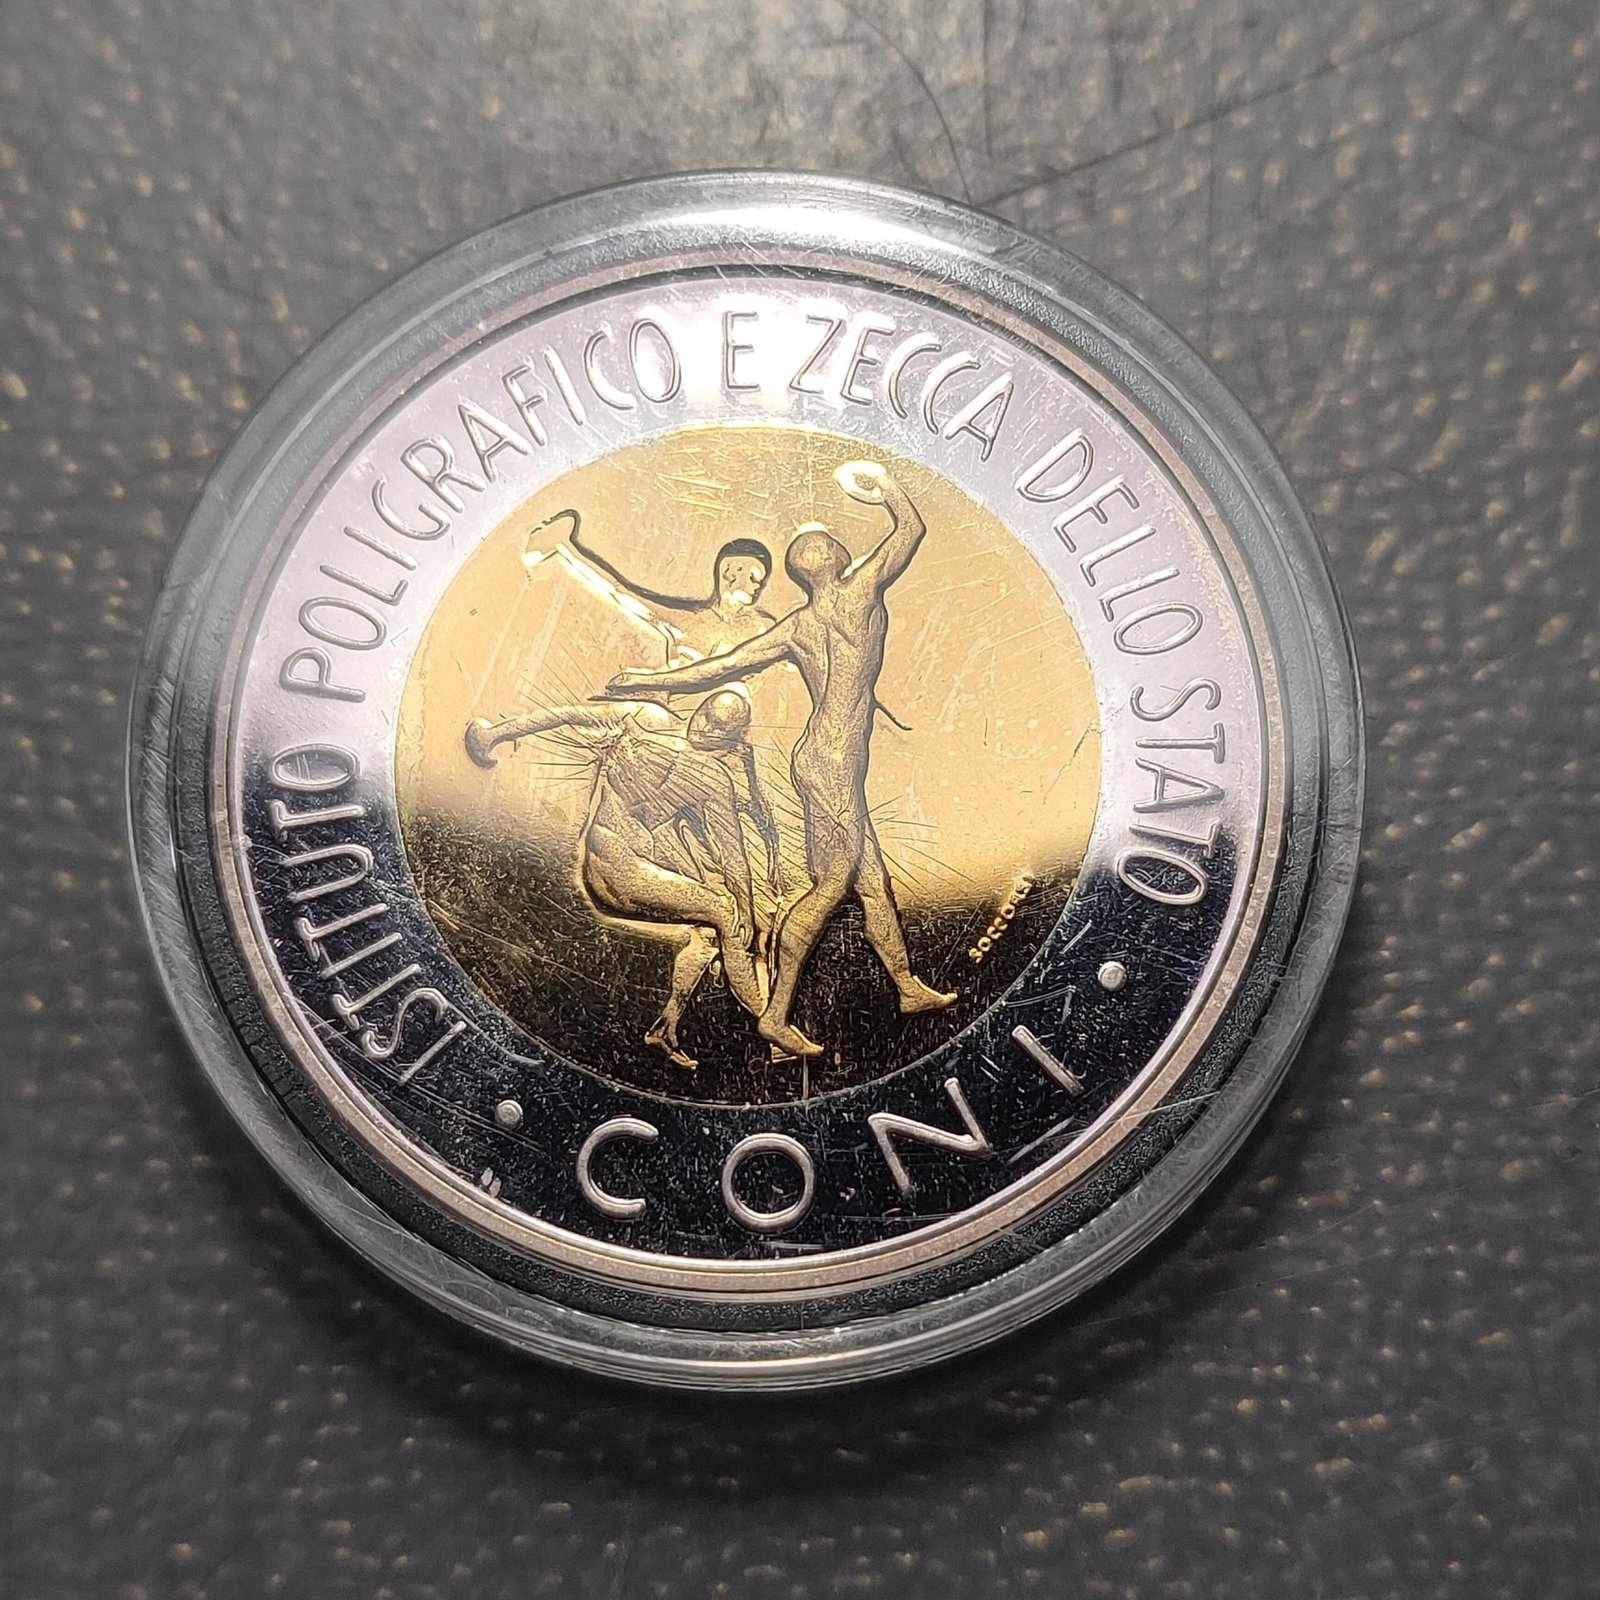 ISTITUTO POLIGRAFICO E ZECCA DELLO STATO
· CONI ·